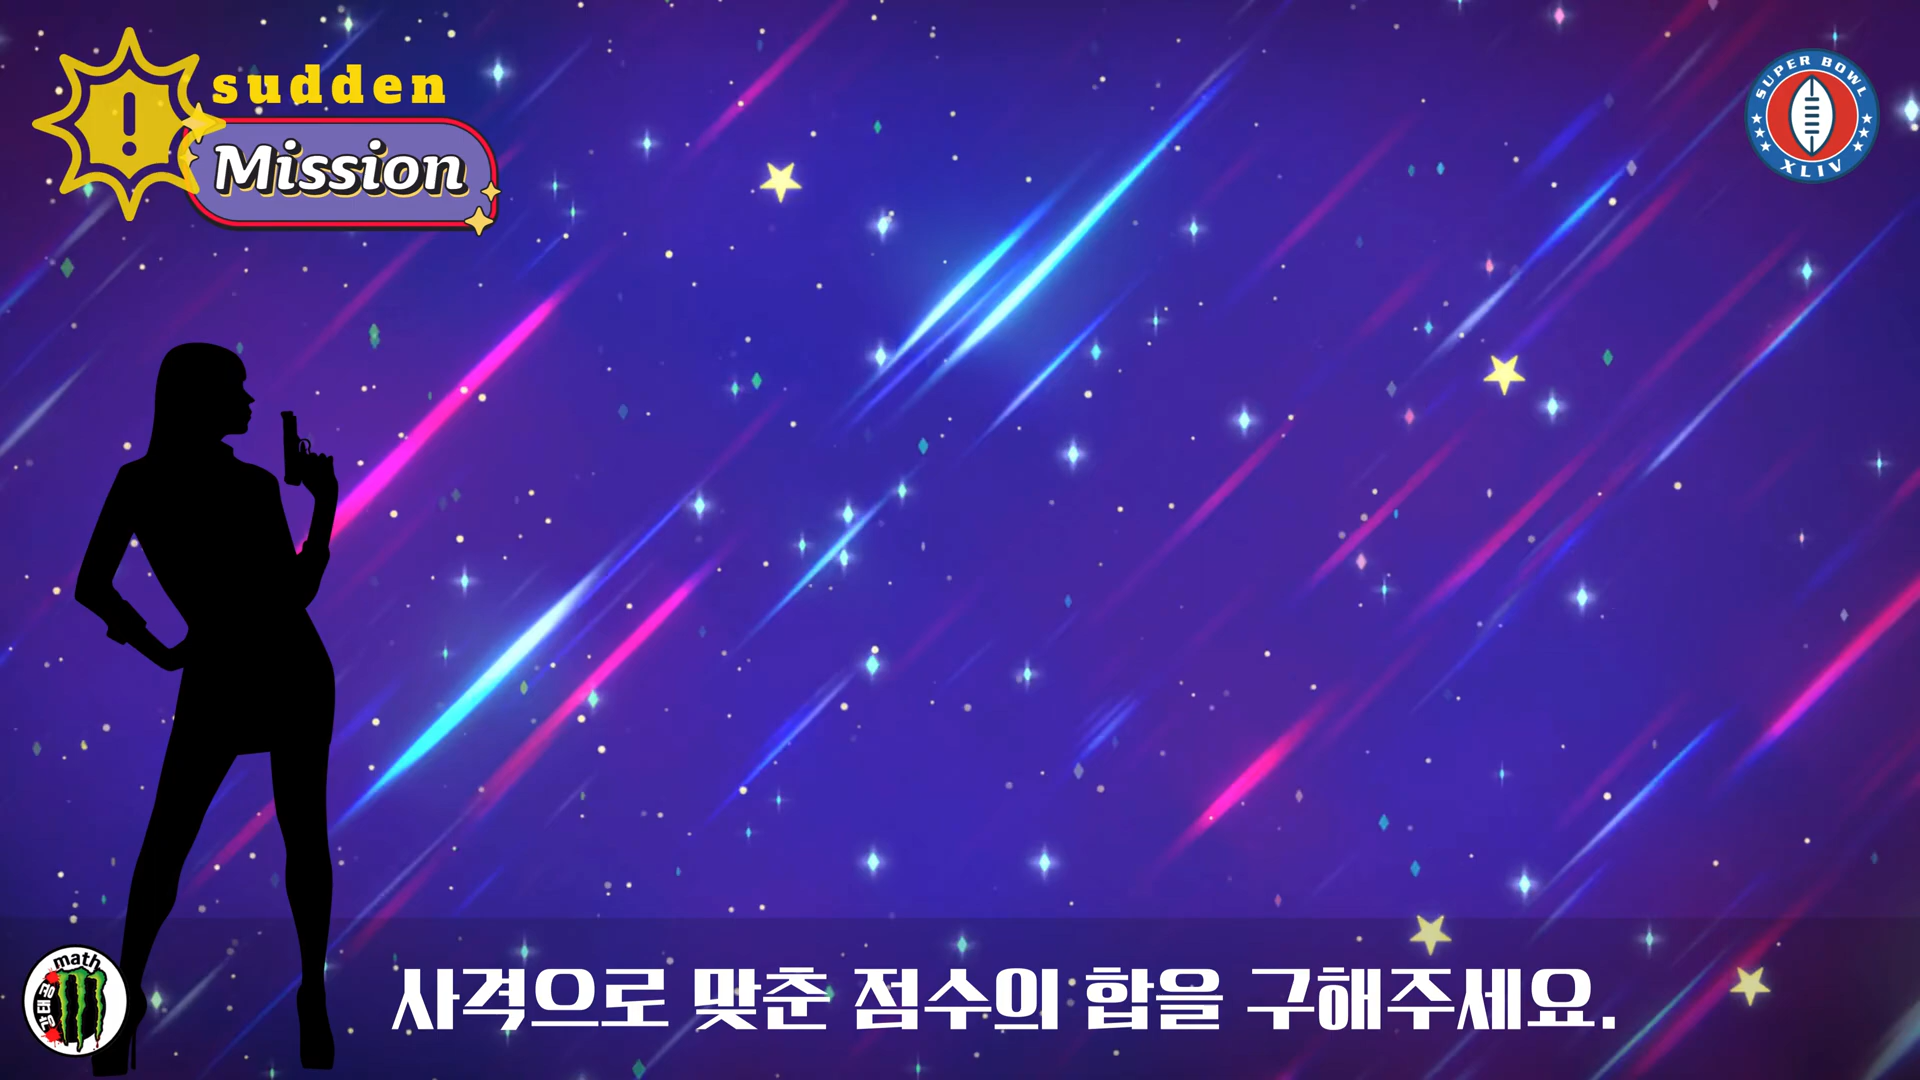 sudden
Mission
SUPER BOWL
XLIV
math
사격으로 맞춘 점수의 합을 구해주세요.